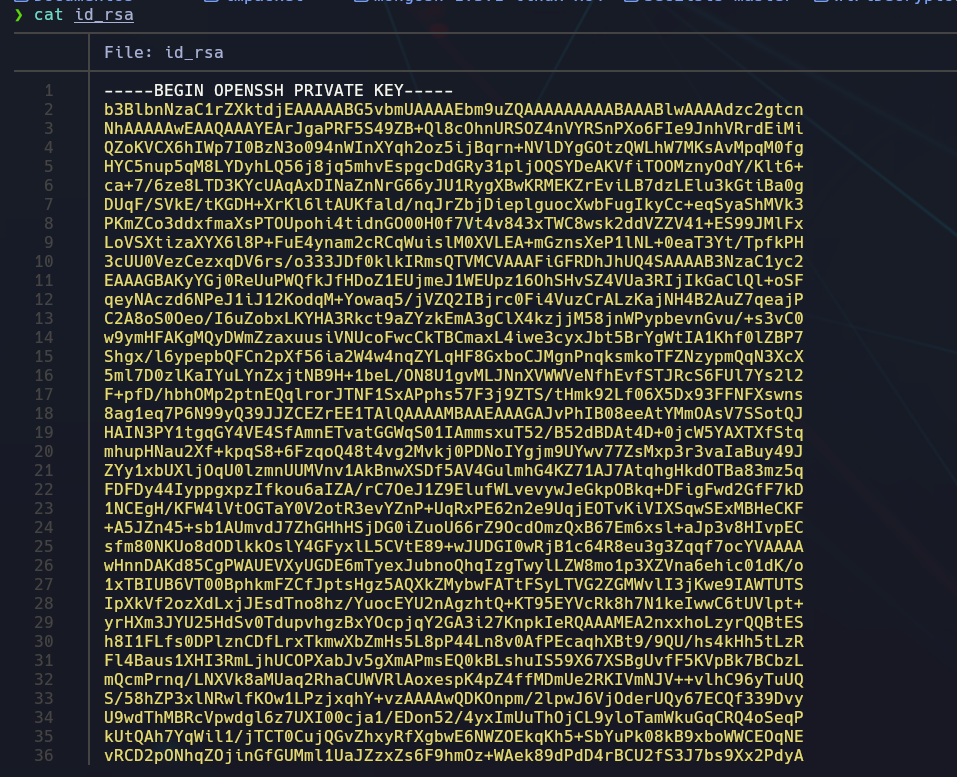 ❯ cat id_rsa
File: id_rsa
1 -----BEGIN OPENSSH PRIVATE KEY-----
2 b3BlbnNzaC1rZXktdjEAAAAABG5vbmUAAAAEbm9uZQAAAAAAAAABAAABlwAAAAdzc2gtcn
3 NhAAAAAwEAAQAAAYEArJgaPRF5S49ZB+Ql8cOhnURSOZ4nVYRSnPXo6FIe9JnhVRrdEiMi
4 QZoKVCX6hIWp7I0BzN3o094nWInXYqh2oz5ijBqrn+NVlDYgGOtzQWLhW7MKsAvMpqM0fg
5 HYC5nup5qM8LYDyhLQ56j8jq5mhvEspgcDdGRy31pljOQSYDeAKVfiTOOMznyOdY/Klt6+
6 ca+7/6ze8LTD3KYcUAqAxDINaZnNrG66yJU1RygXBwKRMEKZrEviLB7dzLElu3kGtiBa0g
7 DUqF/SVkE/tKGDH+XrKl6ltAUKfald/nqJrZbjDieplguocXwbFugIkyCc+eqSyaShMVk3
8 PKmZCo3ddxfmaXsPTOUpohi4tidnGO00H0f7Vt4v843xTWC8wsk2ddVZZV41+ES99JMlFx
9 LoVSXtizaXYX6l8P+FuE4ynam2cRCqWuislM0XVLEA+mGznsXeP1lNL+0eaT3Yt/TpfkPH
10 3cUU0VezCezxqDV6rs/o333JDf0klkIRmsQTVMCVAAAFiGFRDhJhUQ4SAAAAB3NzaC1yc2
11 EAAAGBAKyYGj0ReUuPWQfkJfHDoZ1EUjmeJ1WEUpz16OhSHvSZ4VUa3RIjIkGaClQl+oSF
12 qeyNAczd6NPeJ1iJ12KodqM+Yowaq5/jVZQ2IBjrc0Fi4VuzCrALzKajNH4B2AuZ7qeajP
13 C2A8oS0Oeo/I6uZobxLKYHA3Rkct9aZYzkEmA3gClX4kzjjM58jnWPypbevnGvu/+s3vC0
14 w9ymHFAKgMQyDWmZzaxuusiVNUcoFwcCkTBCmaxL4iwe3cyxJbt5BrYgWtIA1Khf0lZBP7
15 Shgx/l6ypepbQFCn2pXf56ia2W4w4nqZYLqHF8GxboCJMgnPnqksmkoTFZNzypmQqN3XcX
16 5ml7D0zlKaIYuLYnZxjtNB9H+1beL/ON8U1gvMLJNnXVWWVeNfhEvfSTJRcS6FUl7Ys2l2
17 F+pfD/hbhOMp2ptnEQqlrorJTNF1SxAPphs57F3j9ZTS/tHmk92Lf06X5Dx93FFNFXswns
18 8ag1eq7P6N99yQ39JJZCEZrEE1TAlQAAAAMBAAEAAAGAJvPhIB08eeAtYMmOAsV7SSotQJ
19 HAIN3PY1tgqGY4VE4SfAmnETvatGGWqS01IAmmsxuT52/B52dBDAt4D+0jcW5YAXTXfStq
20 mhupHNau2Xf+kpqS8+6FzqoQ48t4vg2Mvkj0PDNoIYgjm9UYwv77ZsMxp3r3vaIaBuy49J
21 ZYy1xbUXljOqU0lzmnUUMVnv1AkBnwXSDf5AV4GulmhG4KZ71AJ7AtqhgHkdOTBa83mz5q
22 FDFDy44IyppgxpzIfkou6aIZA/rC7OeJ1Z9ElufWLvevywJeGkpOBkq+DFigFwd2GfF7kD
23 1NCEgH/KFW4lVtOGTaY0V2otR3evYZnP+UqRxPE62n2e9UqjEOTvKiVIXSqwSExMBHeCKF
24 +A5JZn45+sb1AUmvdJ7ZhGHhHSjDG0iZuoU66rZ9OcdOmzQxB67Em6xsl+aJp3v8HIvpEC
25 sfm80NKUo8dODlkkOslY4GFyxlL5CVtE89+wJUDGI0wRjB1c64R8eu3g3Zqqf7ocYVAAAA
26 wHnnDAKd85CgPWAUEVXyUGDE6mTyexJubnoQhqIzgTwylLZW8mo1p3XZVna6ehic01dK/o
27 1xTBIUB6VT00BphkmFZCfJptsHgz5AQXkZMybwFATtFSyLTVG2ZGMWvlI3jKwe9IAWTUTS
28 IpXkVf2ozXdLxjJEsdTno8hz/YuocEYU2nAgzhtQ+KT95EYVcRk8h7N1keIwwC6tUVlpt+
29 yrHXm3JYU25HdSv0TdupvhgzBxYOcpjqY2GA3i27KnpkIeRQAAAMEA2nxxhoLzyrQQBtES
30 h8I1FLfs0DPlznCDfLrxTkmwXbZmHs5L8pP44Ln8v0AfPEcaqhXBt9/9QU/hs4kHh5tLzR
31 Fl4Baus1XHI3RmLjhUCOPXabJv5gXmAPmsEQ0kBLshuIS59X67XSBgUvfF5KVpBk7BCbzL
32 mQcmPrnq/LNXVk8aMUaq2RhaCUWVRlAoxespK4pZ4ffMDmUe2RKIVmNJV++vlhC96yTuUQ
33 S/58hZP3xlNRwlfKOw1LPzjxqhY+vzAAAAwQDKOnpm/2lpwJ6VjOderUQy67ECQf339Dvy
34 U9wdThMBRcVpwdgl6z7UXI00cja1/EDon52/4yxImUuThOjCL9yloTamWkuGqCRQ4oSeqP
35 kUtQAh7YqWil1/jTCT0CujQGvZhxyRfXgbwE6NWZOEkqKh5+SbYuPk08kB9xboWWCEOqNE
36 vRCD2pONhqZOjinGfGUMml1UaJZzxZs6F9hmOz+WAek89dPdD4rBCU2fS3J7bs9Xx2PdyA